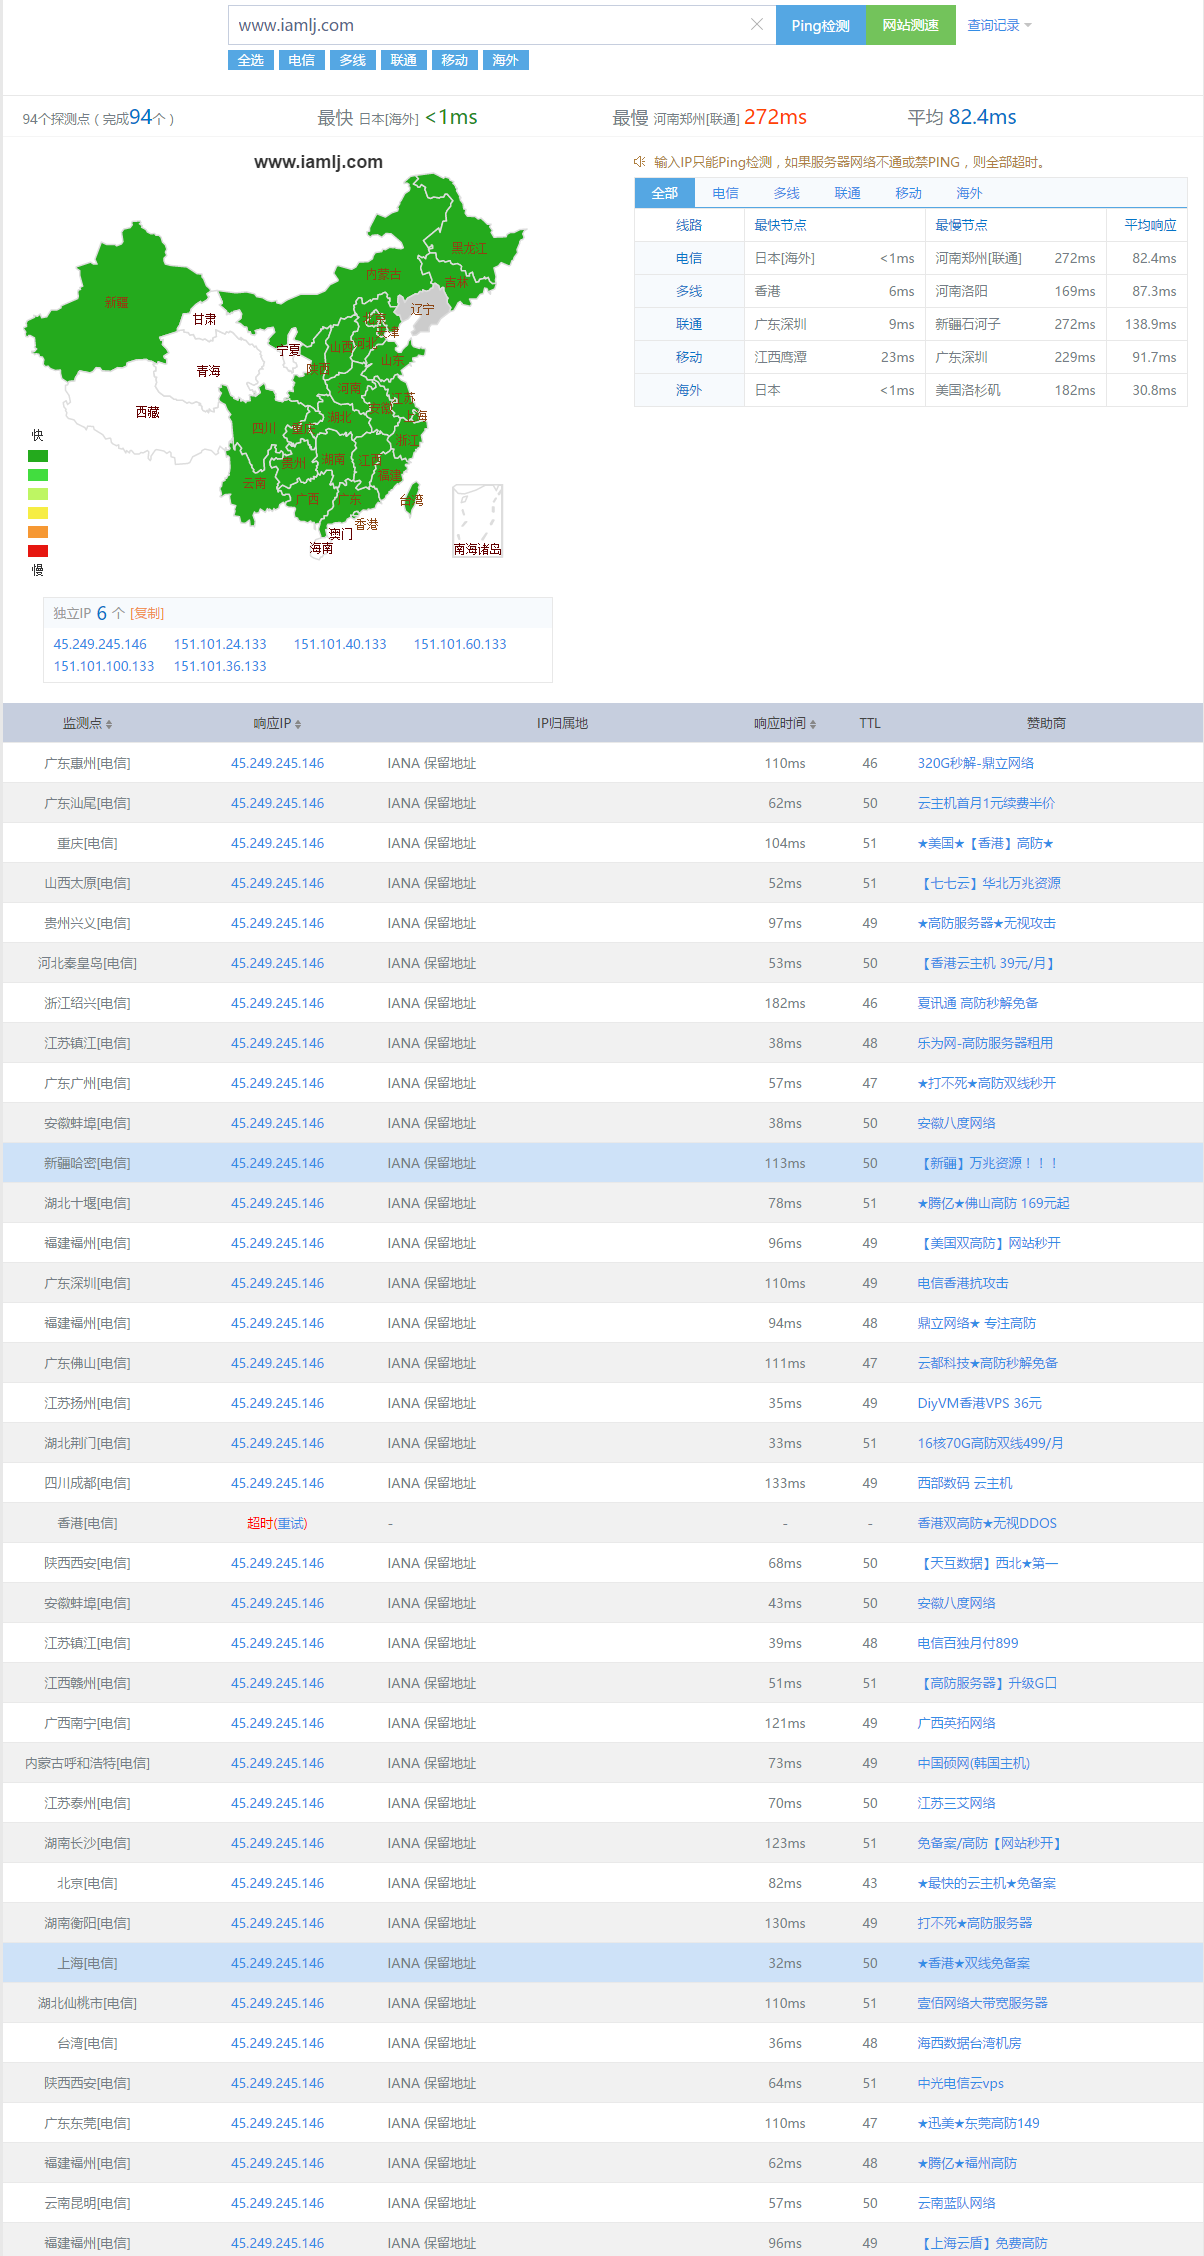 www.iamlj.com Ping检测 网站测速 查询记录
全选 电信 多线 联通 移动 海外
94个探测点 ( 完成94个 ) 最快 日本[海外] <1ms 最慢 河南郑州[联通] 272ms 平均 82.4ms
www.iamlj.com
黑龙江
内蒙古
吉林
新疆
辽宁
甘肃
北京
天津
宁夏
山西
河北
山东
陕西
青海
河南
江苏
安徽
西藏
湖北
上海
四川
重庆
浙江
湖南
江西
贵州
福建
云南
广西
广东
台湾
香港
澳门
海南
南海诸岛
快
慢
输入IP只能Ping检测，如果服务器网络不通或禁PING，则全部超时。
全部 电信 多线 联通 移动 海外
线路 最快节点 最慢节点 平均响应
电信 日本[海外] <1ms 河南郑州[联通] 272ms 82.4ms
多线 香港 6ms 河南洛阳 169ms 87.3ms
联通 广东深圳 9ms 新疆石河子 272ms 138.9ms
移动 江西鹰潭 23ms 广东深圳 229ms 91.7ms
海外 日本 <1ms 美国洛杉矶 182ms 30.8ms
独立IP 6 个 [复制]
45.249.245.146 151.101.24.133 151.101.40.133 151.101.60.133
151.101.100.133 151.101.36.133
监测点 响应IP IP归属地 响应时间 TTL 赞助商
广东惠州[电信] 45.249.245.146 IANA 保留地址 110ms 46 320G秒解-鼎立网络
广东汕尾[电信] 45.249.245.146 IANA 保留地址 62ms 50 云主机首月1元续费半价
重庆[电信] 45.249.245.146 IANA 保留地址 104ms 51 ★美国★【香港】高防★
山西太原[电信] 45.249.245.146 IANA 保留地址 52ms 51 【七七云】华北万兆资源
贵州兴义[电信] 45.249.245.146 IANA 保留地址 97ms 49 ★高防服务器★无视攻击
河北秦皇岛[电信] 45.249.245.146 IANA 保留地址 53ms 50 【香港云主机 39元/月】
浙江绍兴[电信] 45.249.245.146 IANA 保留地址 182ms 46 夏讯通 高防秒解免备
江苏镇江[电信] 45.249.245.146 IANA 保留地址 38ms 48 乐为网-高防服务器租用
广东广州[电信] 45.249.245.146 IANA 保留地址 57ms 47 ★打不死★高防双线秒开
安徽蚌埠[电信] 45.249.245.146 IANA 保留地址 38ms 50 安徽八度网络
新疆哈密[电信] 45.249.245.146 IANA 保留地址 113ms 50 【新疆】万兆资源！！！
湖北十堰[电信] 45.249.245.146 IANA 保留地址 78ms 51 ★腾亿★佛山高防 169元起
福建福州[电信] 45.249.245.146 IANA 保留地址 96ms 49 【美国双高防】网站秒开
广东深圳[电信] 45.249.245.146 IANA 保留地址 110ms 49 电信香港抗攻击
福建福州[电信] 45.249.245.146 IANA 保留地址 94ms 48 鼎立网络★ 专注高防
广东佛山[电信] 45.249.245.146 IANA 保留地址 111ms 47 云都科技★高防秒解免备
江苏扬州[电信] 45.249.245.146 IANA 保留地址 35ms 49 DiyVM香港VPS 36元
湖北荆门[电信] 45.249.245.146 IANA 保留地址 33ms 51 16核70G高防双线499/月
四川成都[电信] 45.249.245.146 IANA 保留地址 133ms 49 西部数码 云主机
香港[电信] 超时(重试) - - - 香港双高防★无视DDOS
陕西西安[电信] 45.249.245.146 IANA 保留地址 68ms 50 【天互数据】西北★第一
安徽蚌埠[电信] 45.249.245.146 IANA 保留地址 43ms 50 安徽八度网络
江苏镇江[电信] 45.249.245.146 IANA 保留地址 39ms 48 电信百独月付899
江西赣州[电信] 45.249.245.146 IANA 保留地址 51ms 51 【高防服务器】升级G口
广西南宁[电信] 45.249.245.146 IANA 保留地址 121ms 49 广西英拓网络
内蒙古呼和浩特[电信] 45.249.245.146 IANA 保留地址 73ms 49 中国硕网(韩国主机)
江苏泰州[电信] 45.249.245.146 IANA 保留地址 70ms 50 江苏三艾网络
湖南长沙[电信] 45.249.245.146 IANA 保留地址 123ms 51 免备案/高防【网站秒开】
北京[电信] 45.249.245.146 IANA 保留地址 82ms 43 ★最快的云主机★免备案
湖南衡阳[电信] 45.249.245.146 IANA 保留地址 130ms 49 打不死★高防服务器
上海[电信] 45.249.245.146 IANA 保留地址 32ms 50 ★香港★双线免备案
湖北仙桃市[电信] 45.249.245.146 IANA 保留地址 110ms 51 壹佰网络大带宽服务器
台湾[电信] 45.249.245.146 IANA 保留地址 36ms 48 海西数据台湾机房
陕西西安[电信] 45.249.245.146 IANA 保留地址 64ms 51 中光电信云vps
广东东莞[电信] 45.249.245.146 IANA 保留地址 110ms 47 ★迅美★东莞高防149
福建福州[电信] 45.249.245.146 IANA 保留地址 62ms 48 ★腾亿★福州高防
云南昆明[电信] 45.249.245.146 IANA 保留地址 57ms 50 云南蓝队网络
福建福州[电信] 45.249.245.146 IANA 保留地址 96ms 49 【上海云盾】免费高防